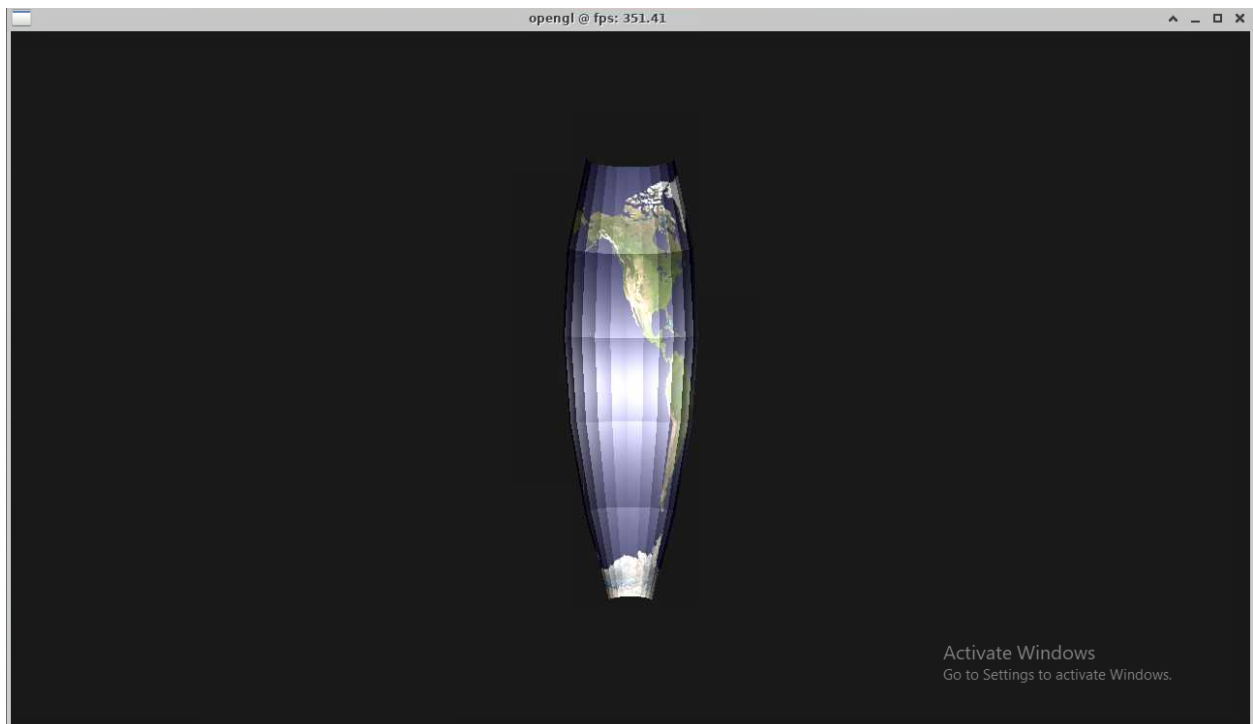 opengl @ fps: 351.41
Activate Windows
Go to Settings to activate Windows.